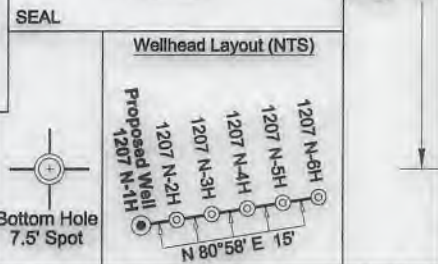 SEAL
Wellhead Layout (NTS)
Proposed Well
1207 N-1H
1207 N-2H
1207 N-3H
1207 N-4H
1207 N-5H
1207 N-6H
N 80°58' E 15'
Bottom Hole
7.5' Spot